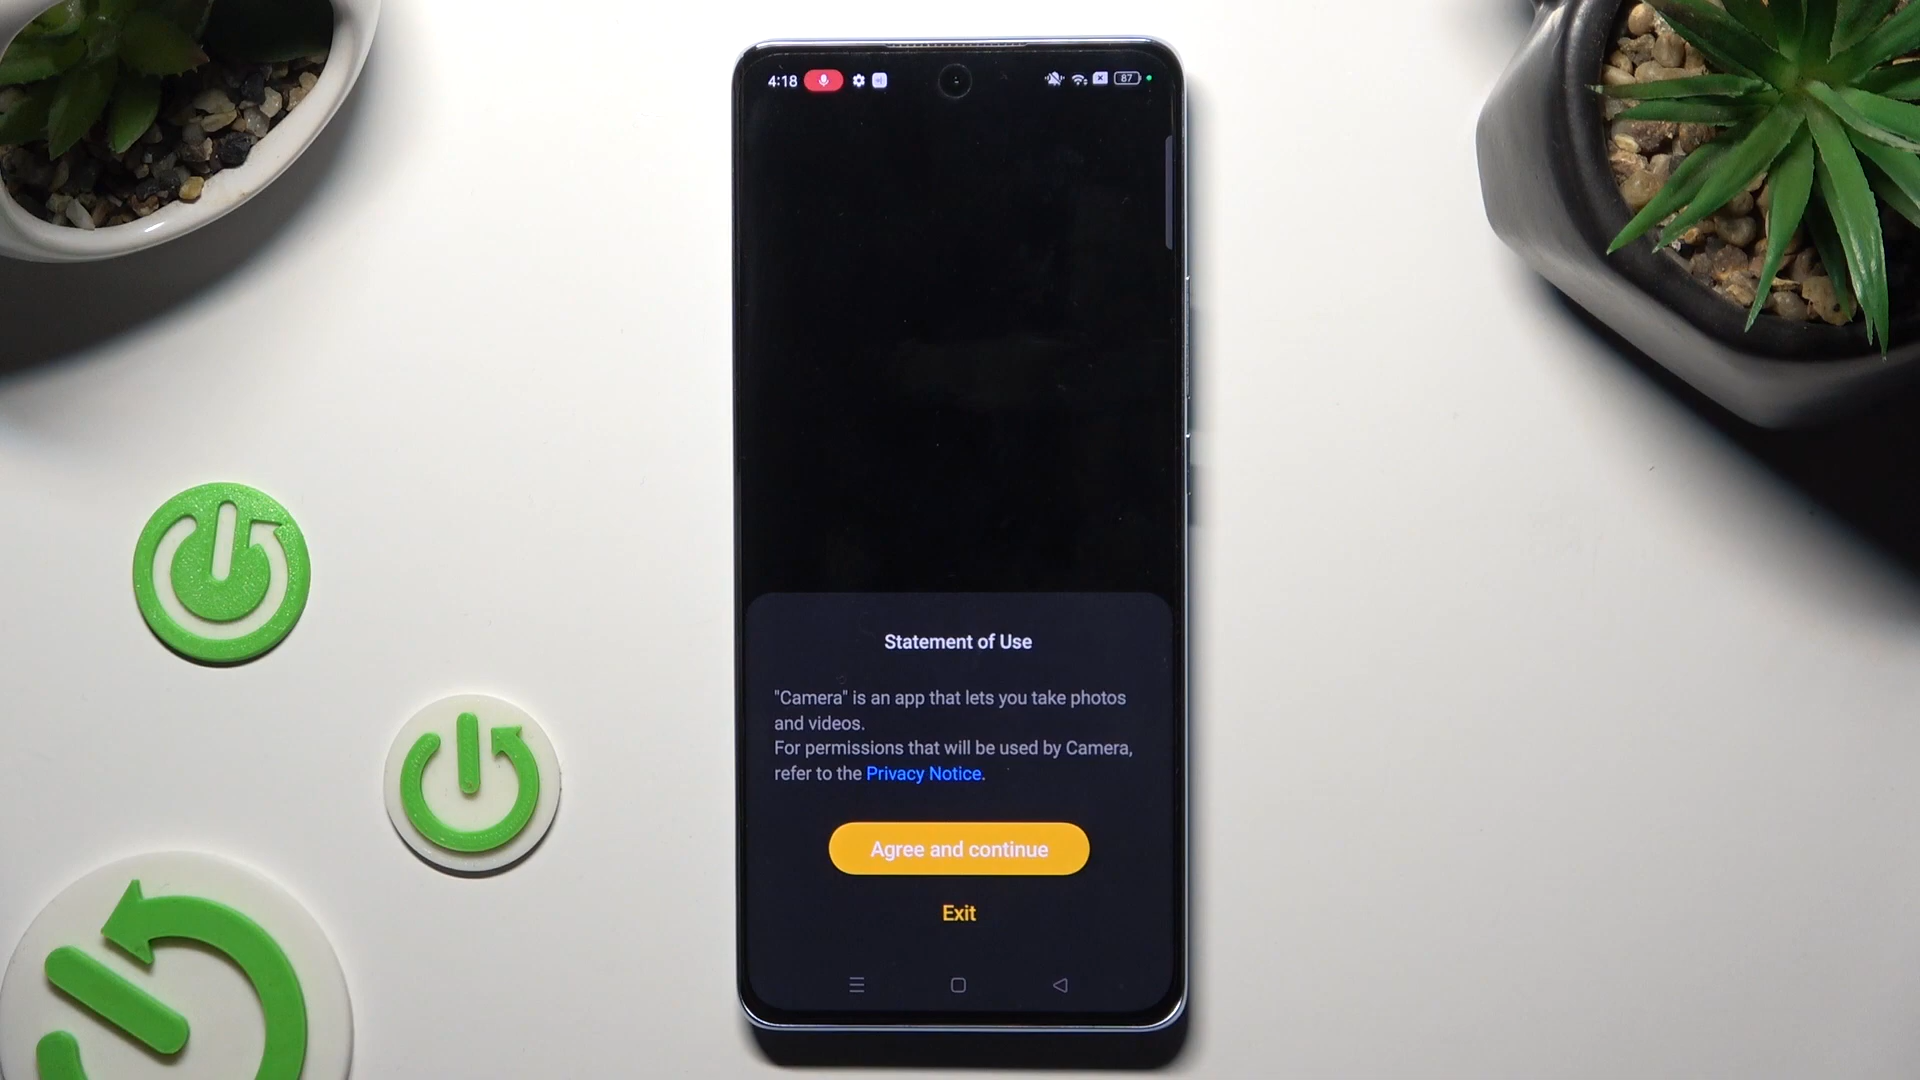 4:18
87
Statement of Use
"Camera" is an app that lets you take photos
and videos.
For permissions that will be used by Camera,
refer to the Privacy Notice.
Agree and continue
Exit